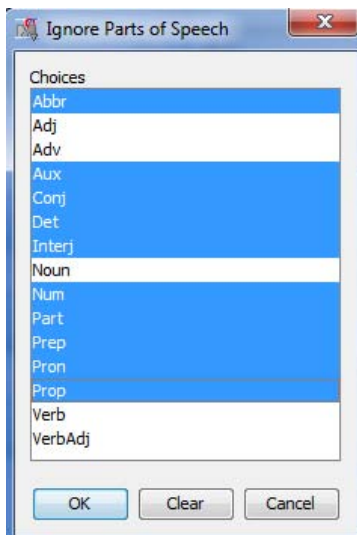 Ignore Parts of Speech
Choices
Abbr
Adj
Adv
Aux
Conj
Det
Interj
Noun
Num
Part
Prep
Pron
Prop
Verb
VerbAdj
OK Clear Cancel